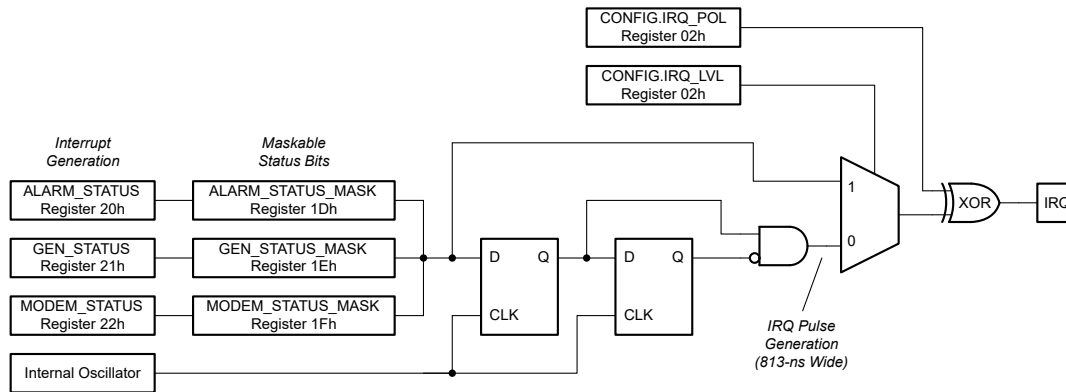 CONFIG.IRQ_POL
Register 02h
CONFIG.IRQ_LVL
Register 02h
Interrupt
Generation
Maskable
Status Bits
ALARM_STATUS
Register 20h
ALARM_STATUS_MASK
Register 1Dh
GEN_STATUS
Register 21h
GEN_STATUS_MASK
Register 1Eh
MODEM_STATUS
Register 22h
MODEM_STATUS_MASK
Register 1Fh
Internal Oscillator
D
Q
CLK
D
Q
CLK
1
0
XOR
IRQ
IRQ Pulse
Generation
(813-ns Wide)